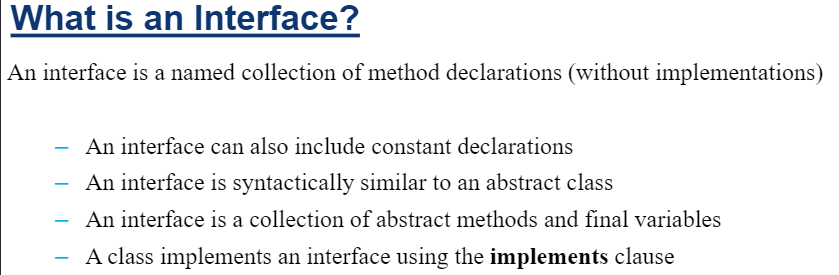 What is an Interface?
An interface is a named collection of method declarations (without implementations)
– An interface can also include constant declarations
– An interface is syntactically similar to an abstract class
– An interface is a collection of abstract methods and final variables
– A class implements an interface using the implements clause